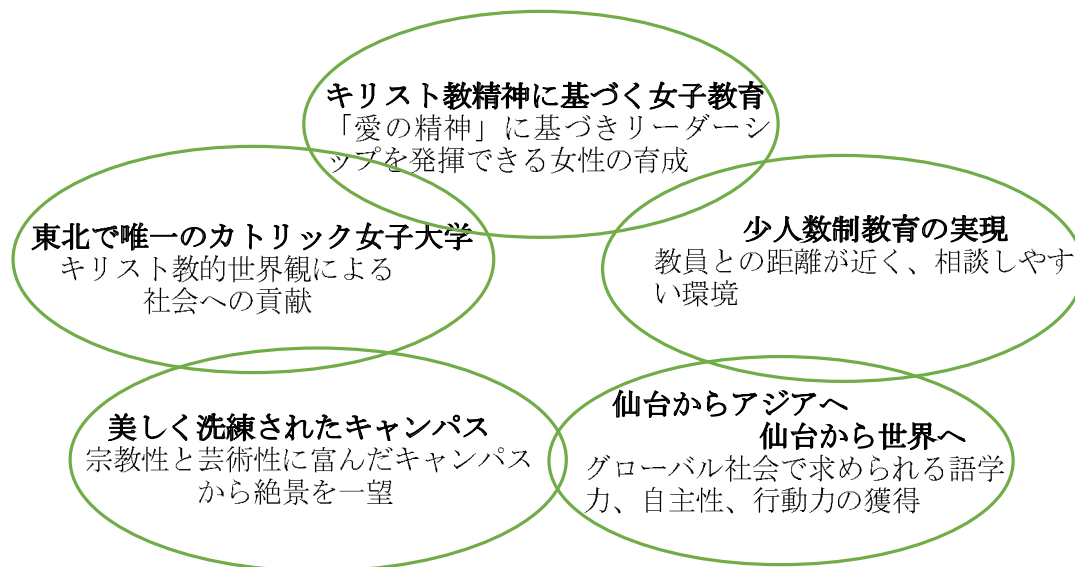 キリスト教精神に基づく女子教育
「愛の精神」に基づきリーダーシ
ップを発揮できる女性の育成
東北で唯一のカトリック女子大学
キリスト教的世界観による
社会への貢献
少人数制教育の実現
教員との距離が近く、相談しやす
い環境
美しく洗練されたキャンパス
宗教性と芸術性に富んだキャンパス
から絶景を一望
仙台からアジアへ
仙台から世界へ
グローバル社会で求められる語学
力、自主性、行動力の獲得